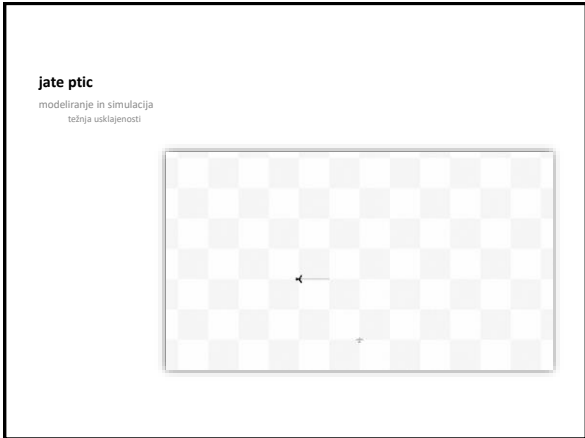 jate ptic
modeliranje in simulacija
težnja usklajenosti